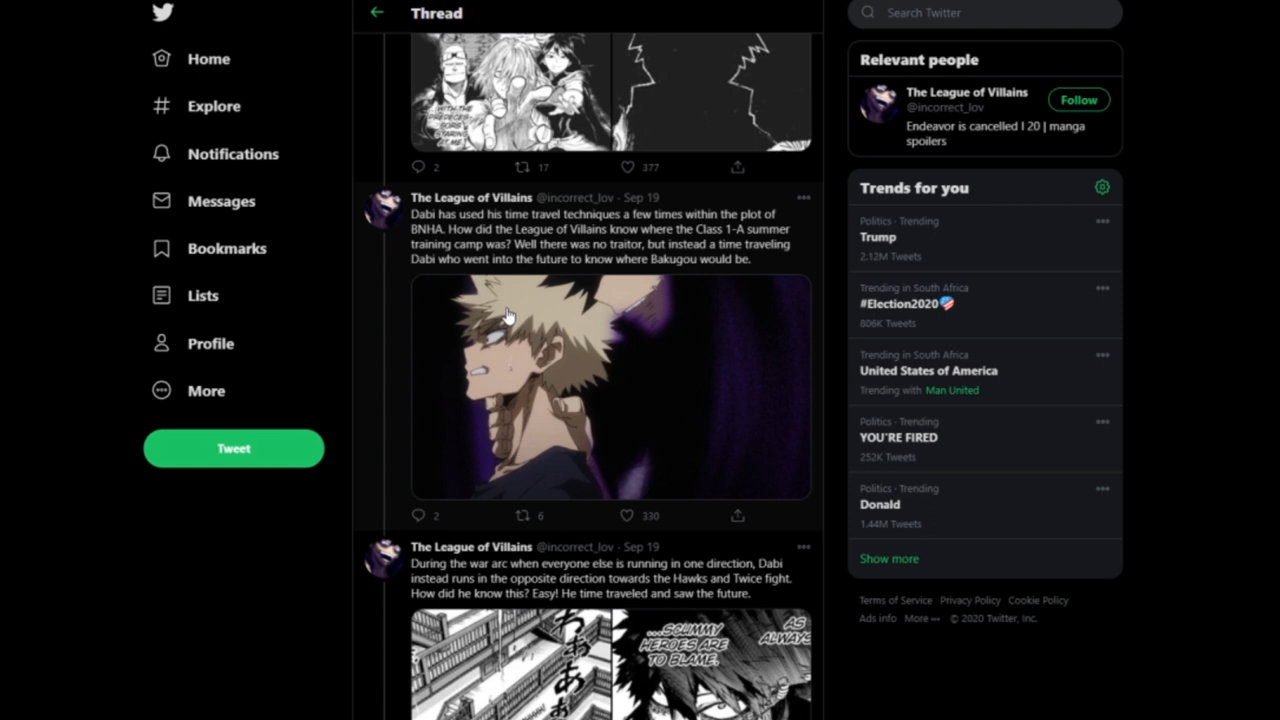 Home
Explore
Notifications
Messages
Bookmarks
Lists
Profile
More
Tweet
Thread
2 17 377
The League of Villains @incorrect_lov · Sep 19
Dabi has used his time travel techniques a few times within the plot of
BNHA. How did the League of Villains know where the Class 1-A summer
training camp was? Well there was no traitor, but instead a time traveling
Dabi who went into the future to know where Bakugou would be.
2 6 330
The League of Villains @incorrect_lov · Sep 19
During the war arc when everyone else is running in one direction, Dabi
instead runs in the opposite direction towards the Hawks and Twice fight.
How did he know this? Easy! He time traveled and saw the future.
...SCUMMY
HEROES ARE
TO BLAME.
AS
ALWAYS
わあああ
Search Twitter
Relevant people
The League of Villains
@incorrect_lov
Follow
Endeavor is cancelled I 20 | manga
spoilers
Trends for you
Politics · Trending
Trump
2.12M Tweets
Trending in South Africa
#Election2020
806K Tweets
Trending in South Africa
United States of America
Trending with Man United
Politics · Trending
YOU'RE FIRED
252K Tweets
Politics · Trending
Donald
1.44M Tweets
Show more
Terms of Service Privacy Policy Cookie Policy
Ads info More ••• © 2020 Twitter, Inc.